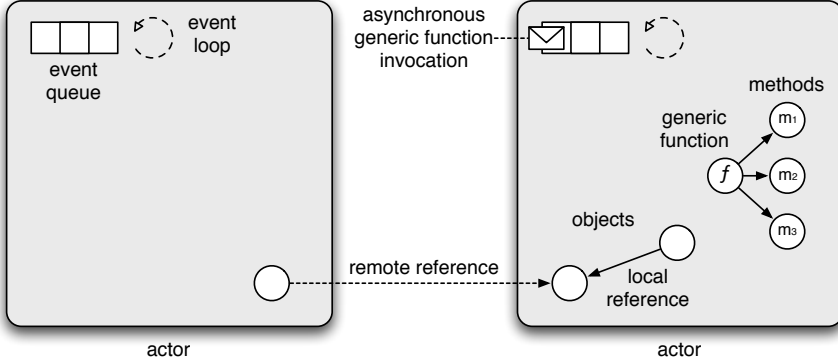 event
loop
event
queue
asynchronous
generic function
invocation
methods
generic
function
f
m1
m2
m3
objects
local
reference
remote reference
actor
actor